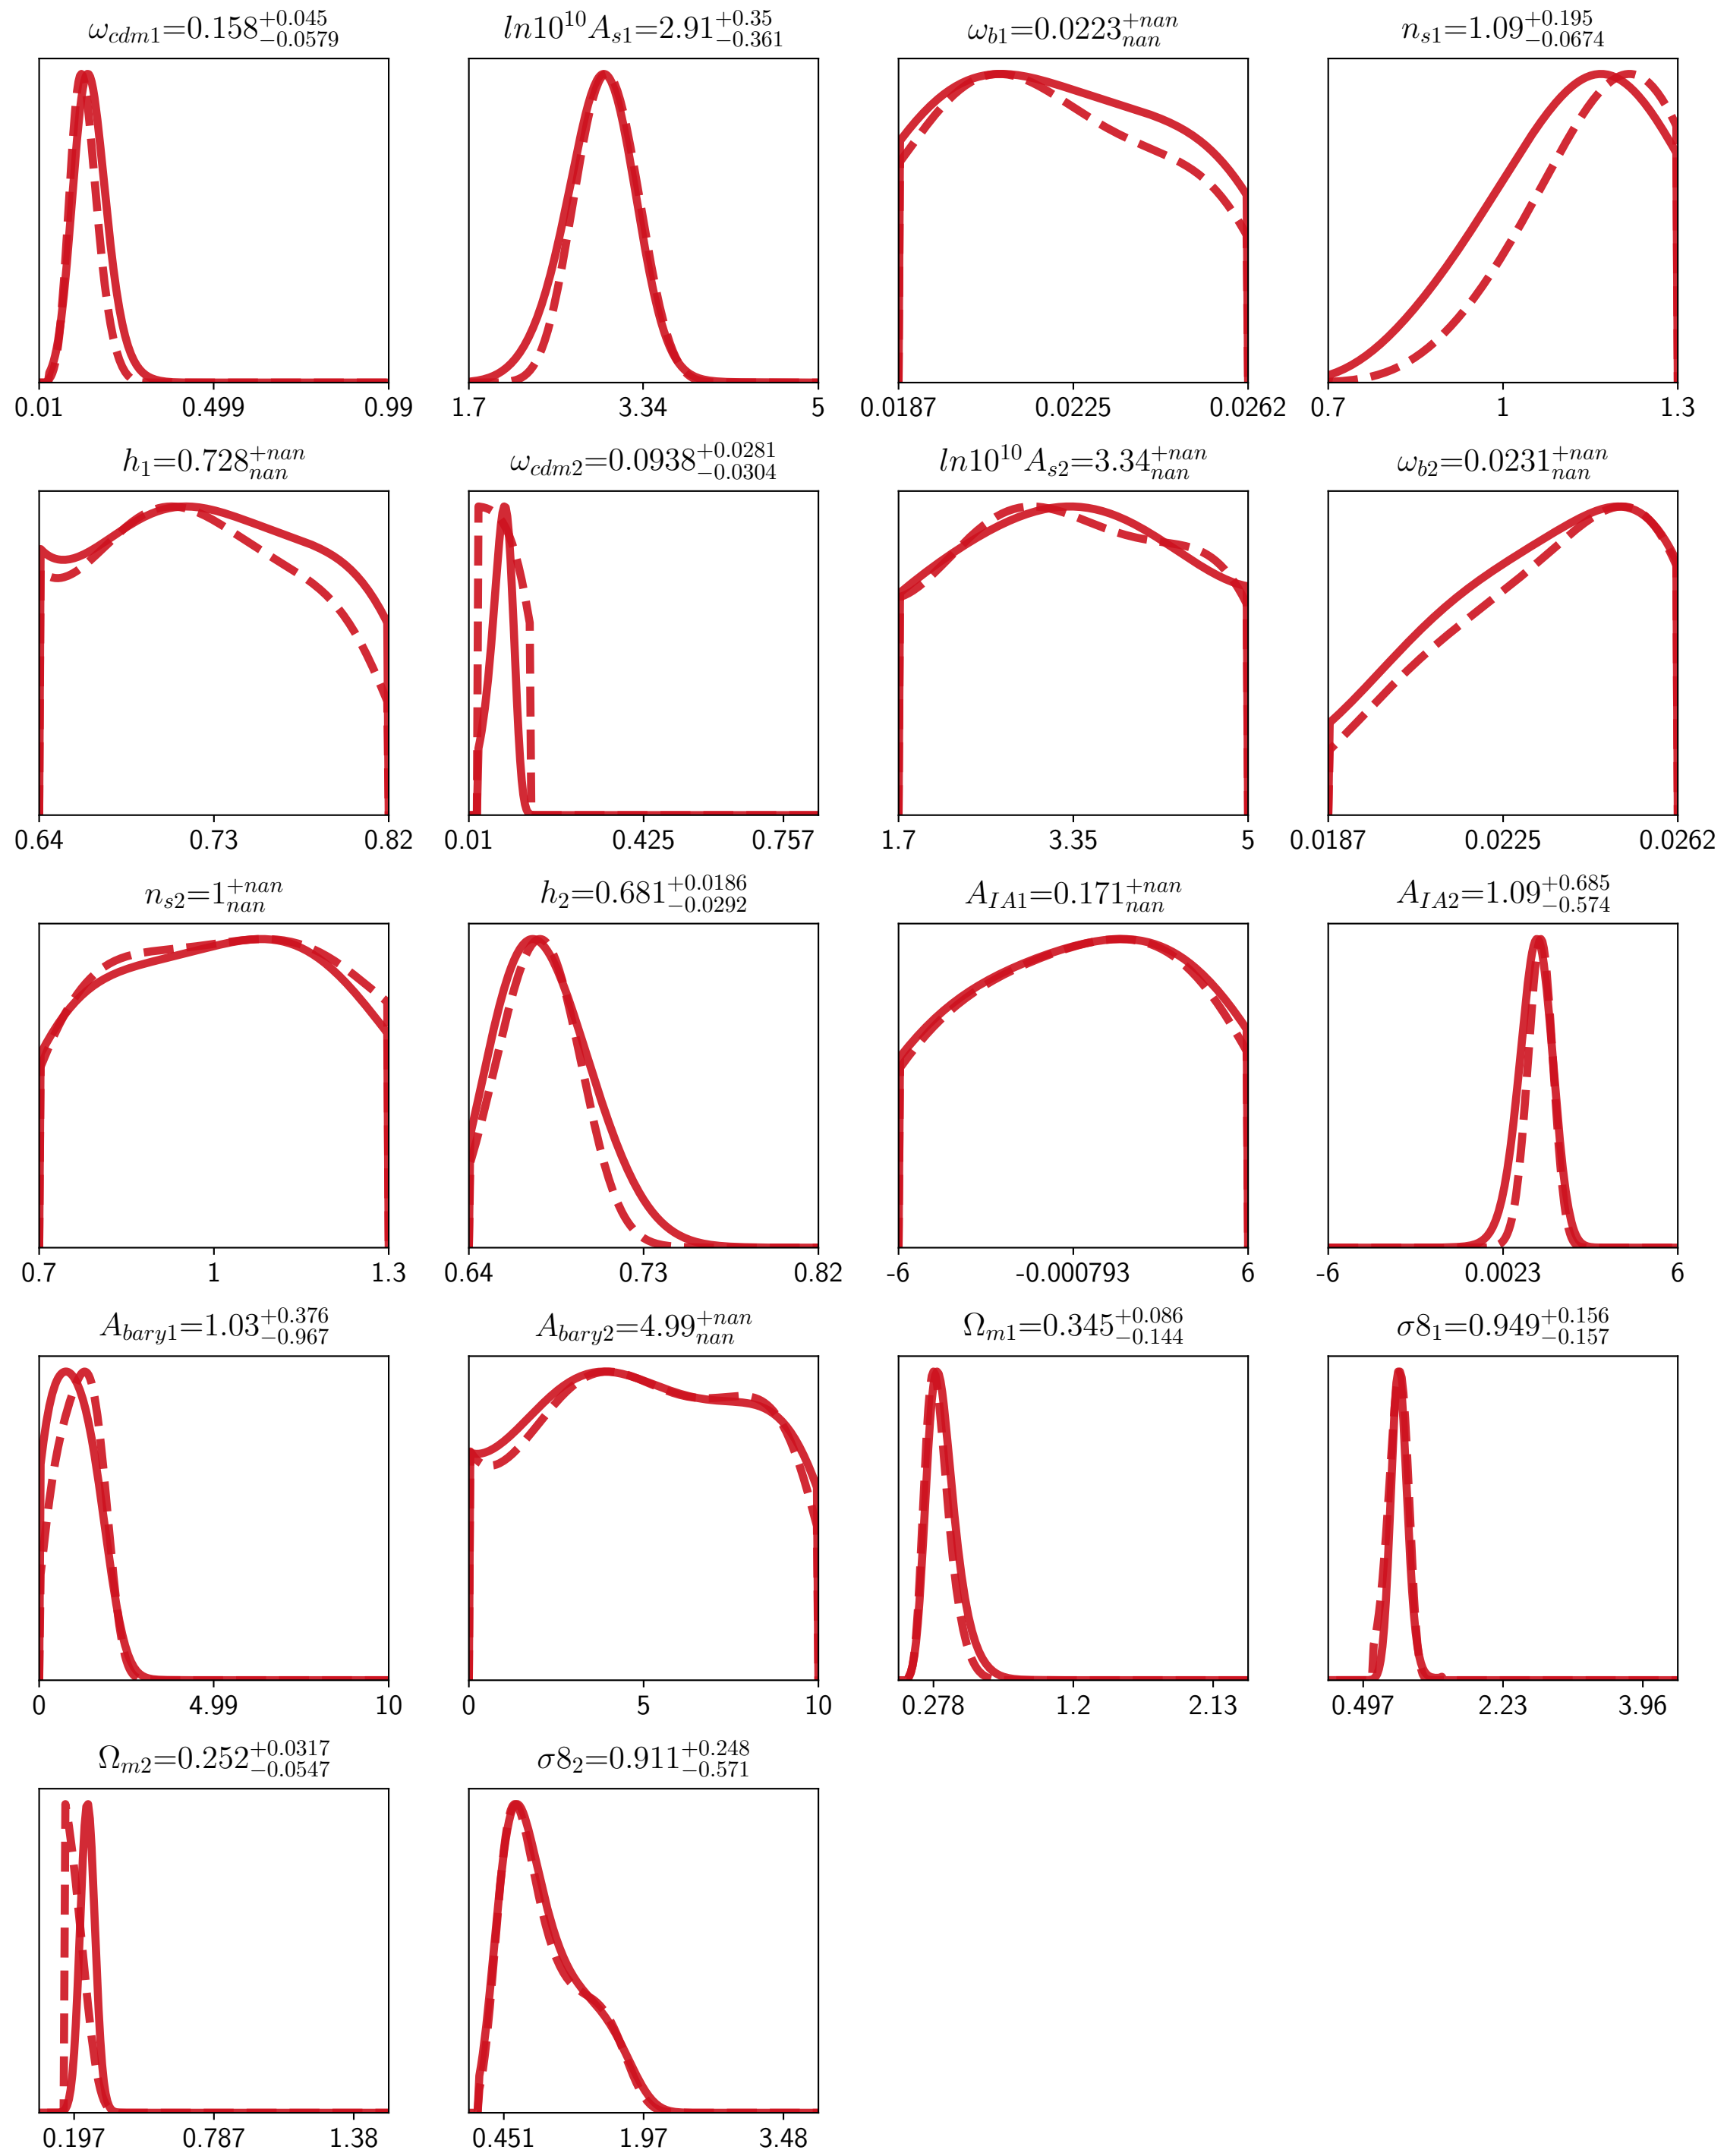 ω_{cdm1}=0.158^{+0.045}_{-0.0579} ln10^{10}A_{s1}=2.91^{+0.35}_{-0.361} ω_{b1}=0.0223^{+nan}_{nan} n_{s1}=1.09^{+0.195}_{-0.0674}
0.01 0.499 0.99 1.7 3.34 5 0.0187 0.0225 0.0262 0.7 1 1.3
h_1=0.728^{+nan}_{nan} ω_{cdm2}=0.0938^{+0.0281}_{-0.0304} ln10^{10}A_{s2}=3.34^{+nan}_{nan} ω_{b2}=0.0231^{+nan}_{nan}
0.64 0.73 0.82 0.01 0.425 0.757 1.7 3.35 5 0.0187 0.0225 0.0262
n_{s2}=1^{+nan}_{nan} h_2=0.681^{+0.0186}_{-0.0292} A_{IA1}=0.171^{+nan}_{nan} A_{IA2}=1.09^{+0.685}_{-0.574}
0.7 1 1.3 0.64 0.73 0.82 -6 -0.000793 6 -6 0.0023 6
A_{bary1}=1.03^{+0.376}_{-0.967} A_{bary2}=4.99^{+nan}_{nan} Ω_{m1}=0.345^{+0.086}_{-0.144} σ8_1=0.949^{+0.156}_{-0.157}
0 4.99 10 0 5 10 0.278 1.2 2.13 0.497 2.23 3.96
Ω_{m2}=0.252^{+0.0317}_{-0.0547} σ8_2=0.911^{+0.248}_{-0.571}
0.197 0.787 1.38 0.451 1.97 3.48